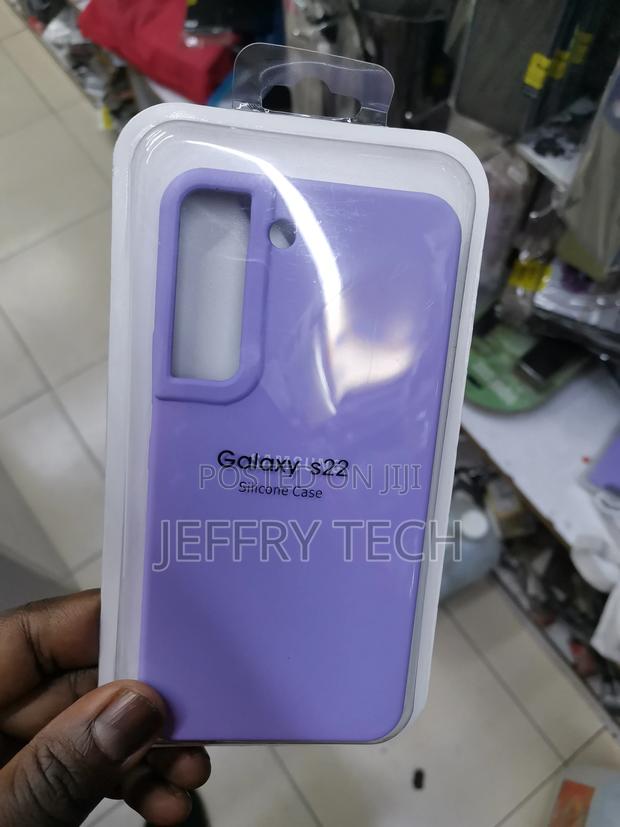 Galaxy s22
Silicone Case
POSTED ON JIJI
JEFFRY TECH